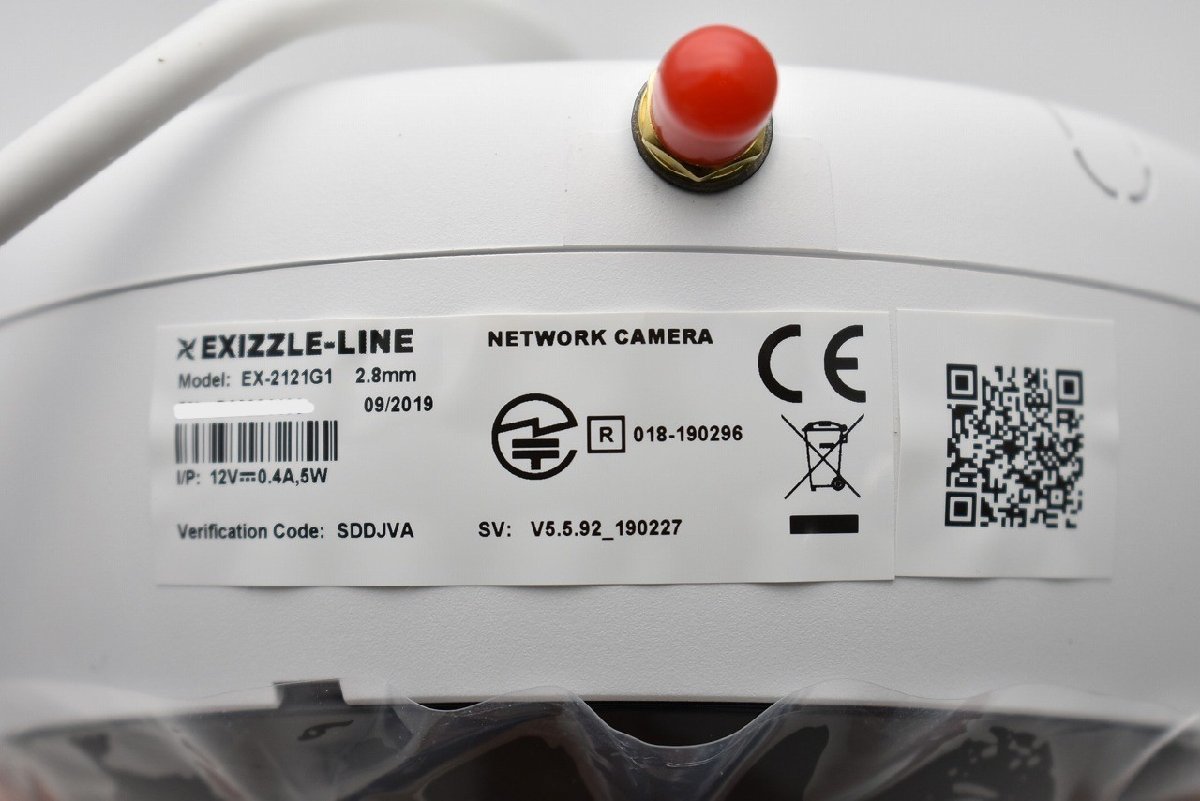 EXIZZLE-LINE
Model: EX-2121G1 2.8mm
09/2019
I/P: 12V⎓0.4A,5W
Verification Code: SDDJVA
NETWORK CAMERA
R 018-190296
SV: V5.5.92_190227
CE